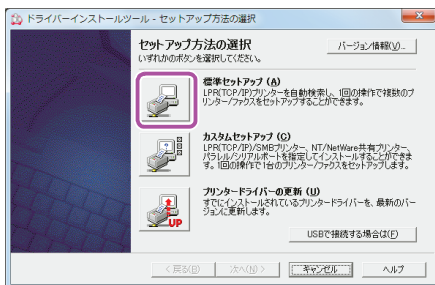 ドライバーインストールツール - セットアップ方法の選択
セットアップ方法の選択
いずれかのボタンを選択してください。
バージョン情報(V)...
標準セットアップ (A)
LPR(TCP/IP)プリンターを自動検索し、1回の操作で複数のプ
リンター/ファクスをセットアップすることができます。
カスタムセットアップ (C)
LPR(TCP/IP)/SMBプリンター、NT/NetWare共有プリンター、
パラレル/シリアルポートを指定してインストールすることができま
す。1回の操作で1台のプリンター/ファクスをセットアップします。
プリンタードライバーの更新 (U)
すでにインストールされているプリンタードライバーを、最新のバー
ジョンに更新します。
UP
USBで接続する場合は(F)
< 戻る(B)
次へ(N) >
キャンセル
ヘルプ